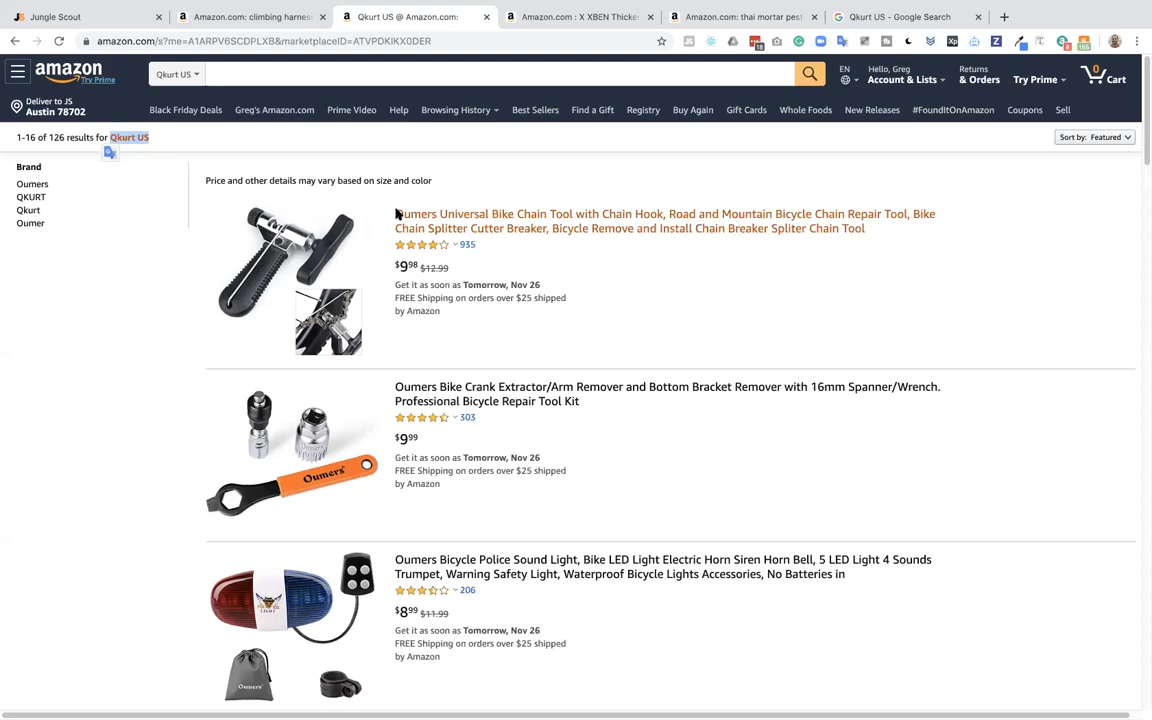 Jungle Scout
Amazon.com: climbing harnes
Qkurt US @ Amazon.com:
Amazon.com : X XBEN Thicke
Amazon.com: thai mortar pest
Qkurt US - Google Search
amazon.com/s?me=A1ARPV6SCDPLXB&marketplaceID=ATVPDKIKX0DER
18
Xp
8
155
amazon
Try Prime
Qkurt US
EN
Hello, Greg
Account & Lists
Returns
& Orders
Try Prime
0
Cart
Deliver to JS
Austin 78702
Black Friday Deals
Greg's Amazon.com
Prime Video
Help
Browsing History
Best Sellers
Find a Gift
Registry
Buy Again
Gift Cards
Whole Foods
New Releases
#FoundItOnAmazon
Coupons
Sell
1-16 of 126 results for Qkurt US
Sort by: Featured
Brand
Oumers
QKURT
Qkurt
Oumer
Price and other details may vary based on size and color
Oumers Universal Bike Chain Tool with Chain Hook, Road and Mountain Bicycle Chain Repair Tool, Bike
Chain Splitter Cutter Breaker, Bicycle Remove and Install Chain Breaker Spliter Chain Tool
935
$9.98 $12.99
Get it as soon as Tomorrow, Nov 26
FREE Shipping on orders over $25 shipped
by Amazon
Oumers Bike Crank Extractor/Arm Remover and Bottom Bracket Remover with 16mm Spanner/Wrench.
Professional Bicycle Repair Tool Kit
303
$9.99
Get it as soon as Tomorrow, Nov 26
FREE Shipping on orders over $25 shipped
by Amazon
Oumers
Oumers Bicycle Police Sound Light, Bike LED Light Electric Horn Siren Horn Bell, 5 LED Light 4 Sounds
Trumpet, Warning Safety Light, Waterproof Bicycle Lights Accessories, No Batteries in
206
$8.99 $11.99
Get it as soon as Tomorrow, Nov 26
FREE Shipping on orders over $25 shipped
by Amazon
Oumers